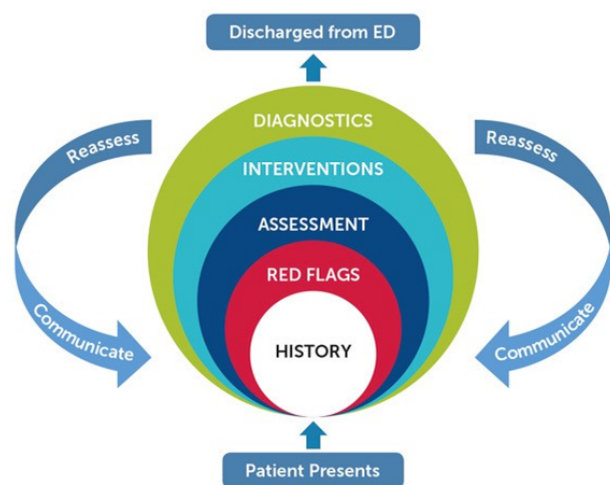 Discharged from ED
DIAGNOSTICS
Reassess
Reassess
INTERVENTIONS
ASSESSMENT
RED FLAGS
Communicate
Communicate
HISTORY
Patient Presents